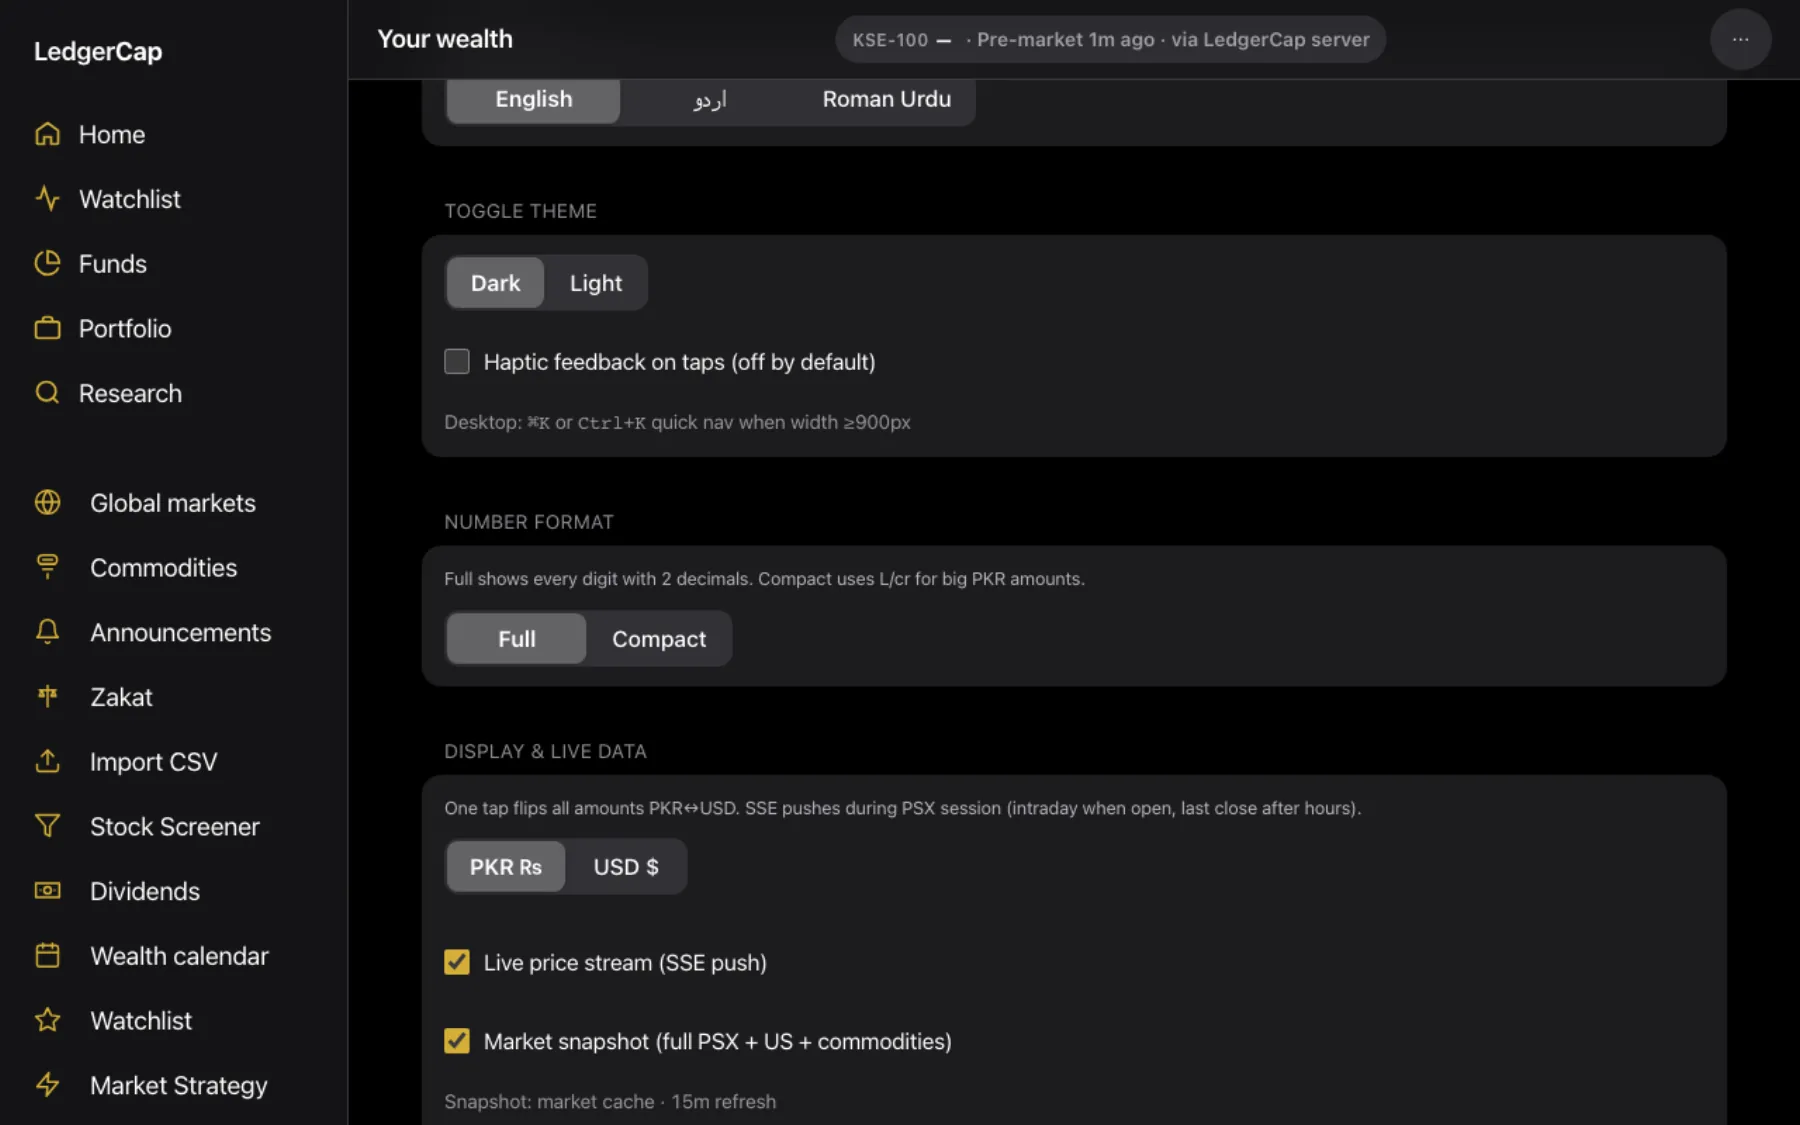 LedgerCap
Home
Watchlist
Funds
Portfolio
Research
Global markets
Commodities
Announcements
Zakat
Import CSV
Stock Screener
Dividends
Wealth calendar
Watchlist
Market Strategy
Your wealth
KSE-100 — · Pre-market 1m ago · via LedgerCap server
...
English اردو Roman Urdu
TOGGLE THEME
Dark Light
Haptic feedback on taps (off by default)
Desktop: ⌘K or Ctrl+K quick nav when width ≥900px
NUMBER FORMAT
Full shows every digit with 2 decimals. Compact uses L/cr for big PKR amounts.
Full Compact
DISPLAY & LIVE DATA
One tap flips all amounts PKR↔USD. SSE pushes during PSX session (intraday when open, last close after hours).
PKR ₨ USD $
Live price stream (SSE push)
Market snapshot (full PSX + US + commodities)
Snapshot: market cache · 15m refresh